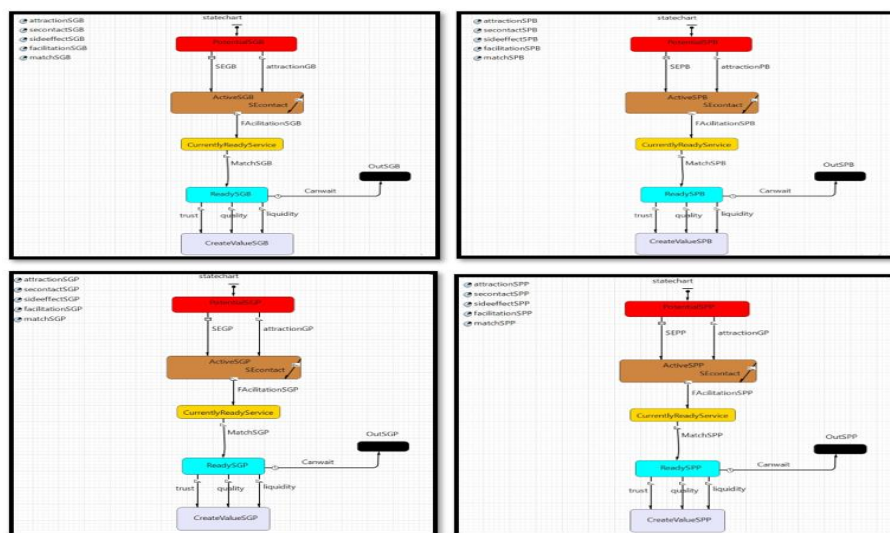 attractionSGB
secontactSGB
sideeffectSGB
facilitationSGB
matchSGB
statechart
PotentialSGB
SEGB
attractionGB
ActiveSGB
SEcontact
FAcilitationSGB
CurrentlyReadyService
MatchSGB
OutSGB
ReadySGB
Canwait
trust
quality
liquidity
CreateValueSGB
attractionSPB
secontactSPB
sideeffectSPB
facilitationSPB
matchSPB
statechart
PotentialSPB
SEPB
attractionPB
ActiveSPB
SEcontact
FAcilitationSPB
CurrentlyReadyService
MatchSPB
OutSPB
ReadySPB
Canwait
trust
quality
liquidity
CreateValueSPB
attractionSGP
secontactSGP
sideeffectSGP
facilitationSGP
matchSGP
statechart
PotentialSGP
SEGP
attractionGP
ActiveSGP
SEcontact
FAcilitationSGP
CurrentlyReadyService
MatchSGP
OutSGP
ReadySGP
Canwait
trust
quality
liquidity
CreateValueSGP
attractionSPP
secontactSPP
sideeffectSPP
facilitationSPP
matchSPP
statechart
PotentialSPP
SEPP
attractionGP
ActiveSPP
SEcontact
FAcilitationSPP
CurrentlyReadyService
MatchSPP
OutSPP
ReadySPP
Canwait
trust
quality
liquidity
CreateValueSPP